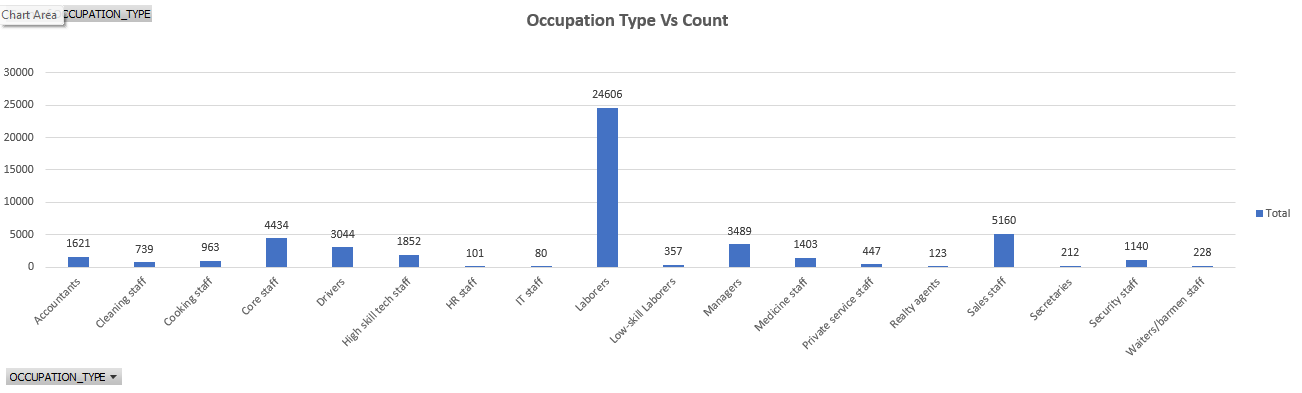 Chart Area
OCCUPATION_TYPE
Occupation Type Vs Count
30000
25000
20000
15000
10000
5000
0
1621
739
963
4434
3044
1852
101
80
24606
357
3489
1403
447
123
5160
212
1140
228
Accountants
Cleaning staff
Cooking staff
Core staff
Drivers
High skill tech staff
HR staff
IT staff
Laborers
Low-skill Laborers
Managers
Medicine staff
Private service staff
Realty agents
Sales staff
Secretaries
Security staff
Waiters/barmen staff
Total
OCCUPATION_TYPE